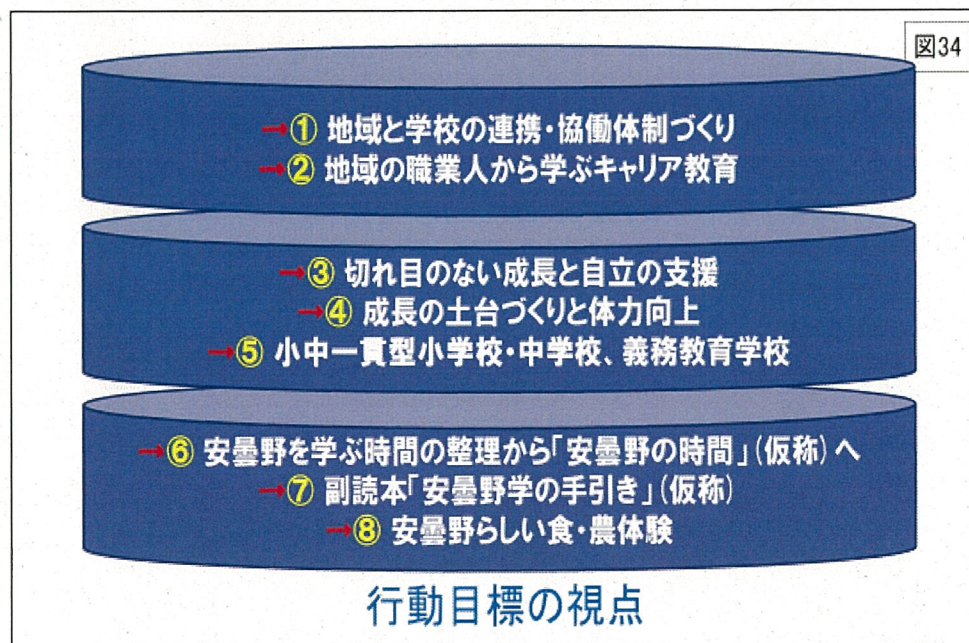 図34
→① 地域と学校の連携・協働体制づくり
→② 地域の職業人から学ぶキャリア教育
→③ 切れ目のない成長と自立の支援
→④ 成長の土台づくりと体力向上
→⑤ 小中一貫型小学校・中学校、義務教育学校
→⑥ 安曇野を学ぶ時間の整理から「安曇野の時間」(仮称)へ
→⑦ 副読本「安曇野学の手引き」(仮称)
→⑧ 安曇野らしい食・農体験
行動目標の視点